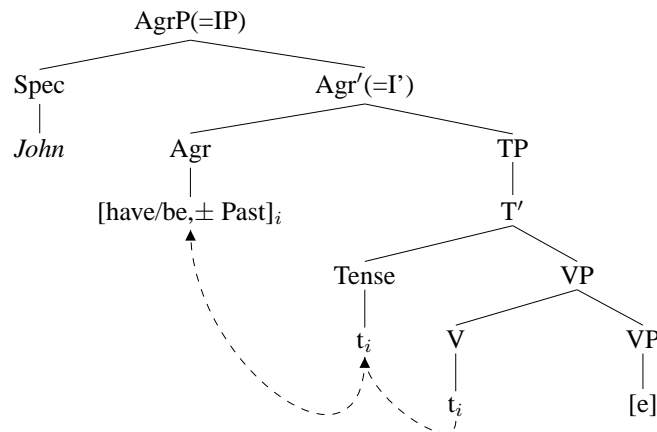 AgrP(=IP)
Spec Agr′(=I’)
John Agr TP
[have/be,± Past]i T′
Tense VP
ti V VP
ti [e]